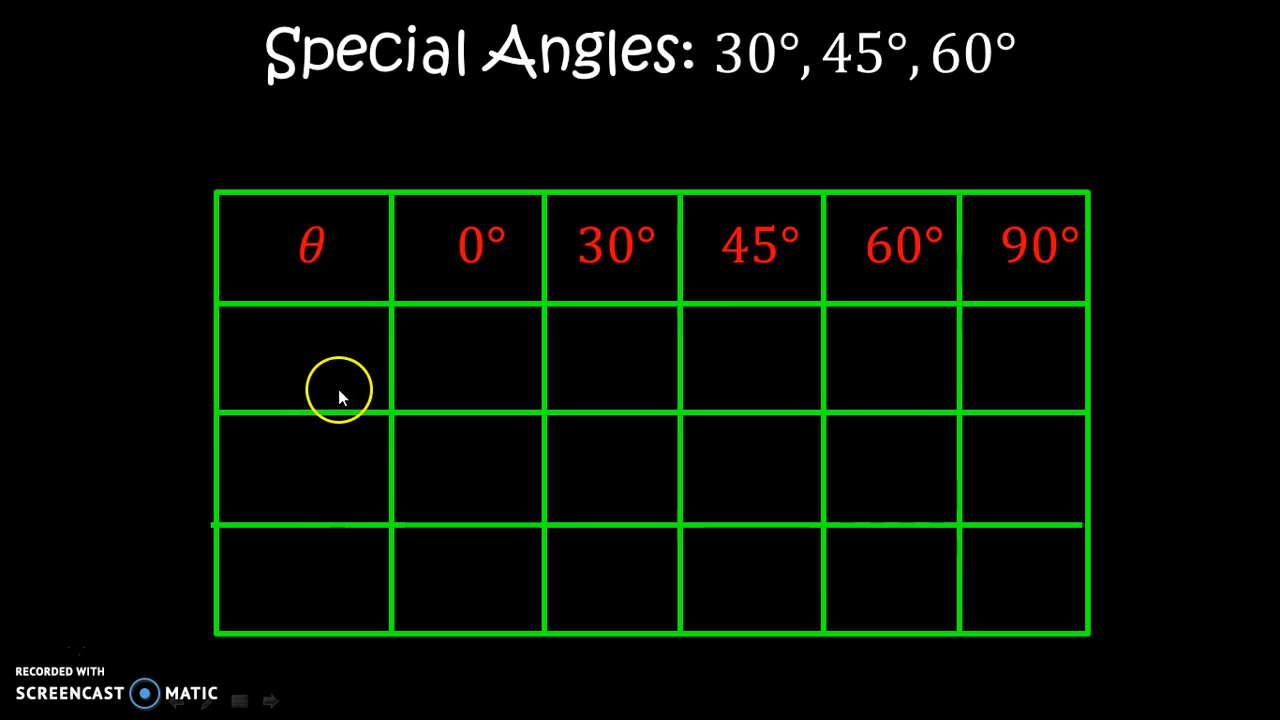 Special Angles: 30°, 45°, 60°
θ 0° 30° 45° 60° 90°
RECORDED WITH
SCREENCAST MATIC